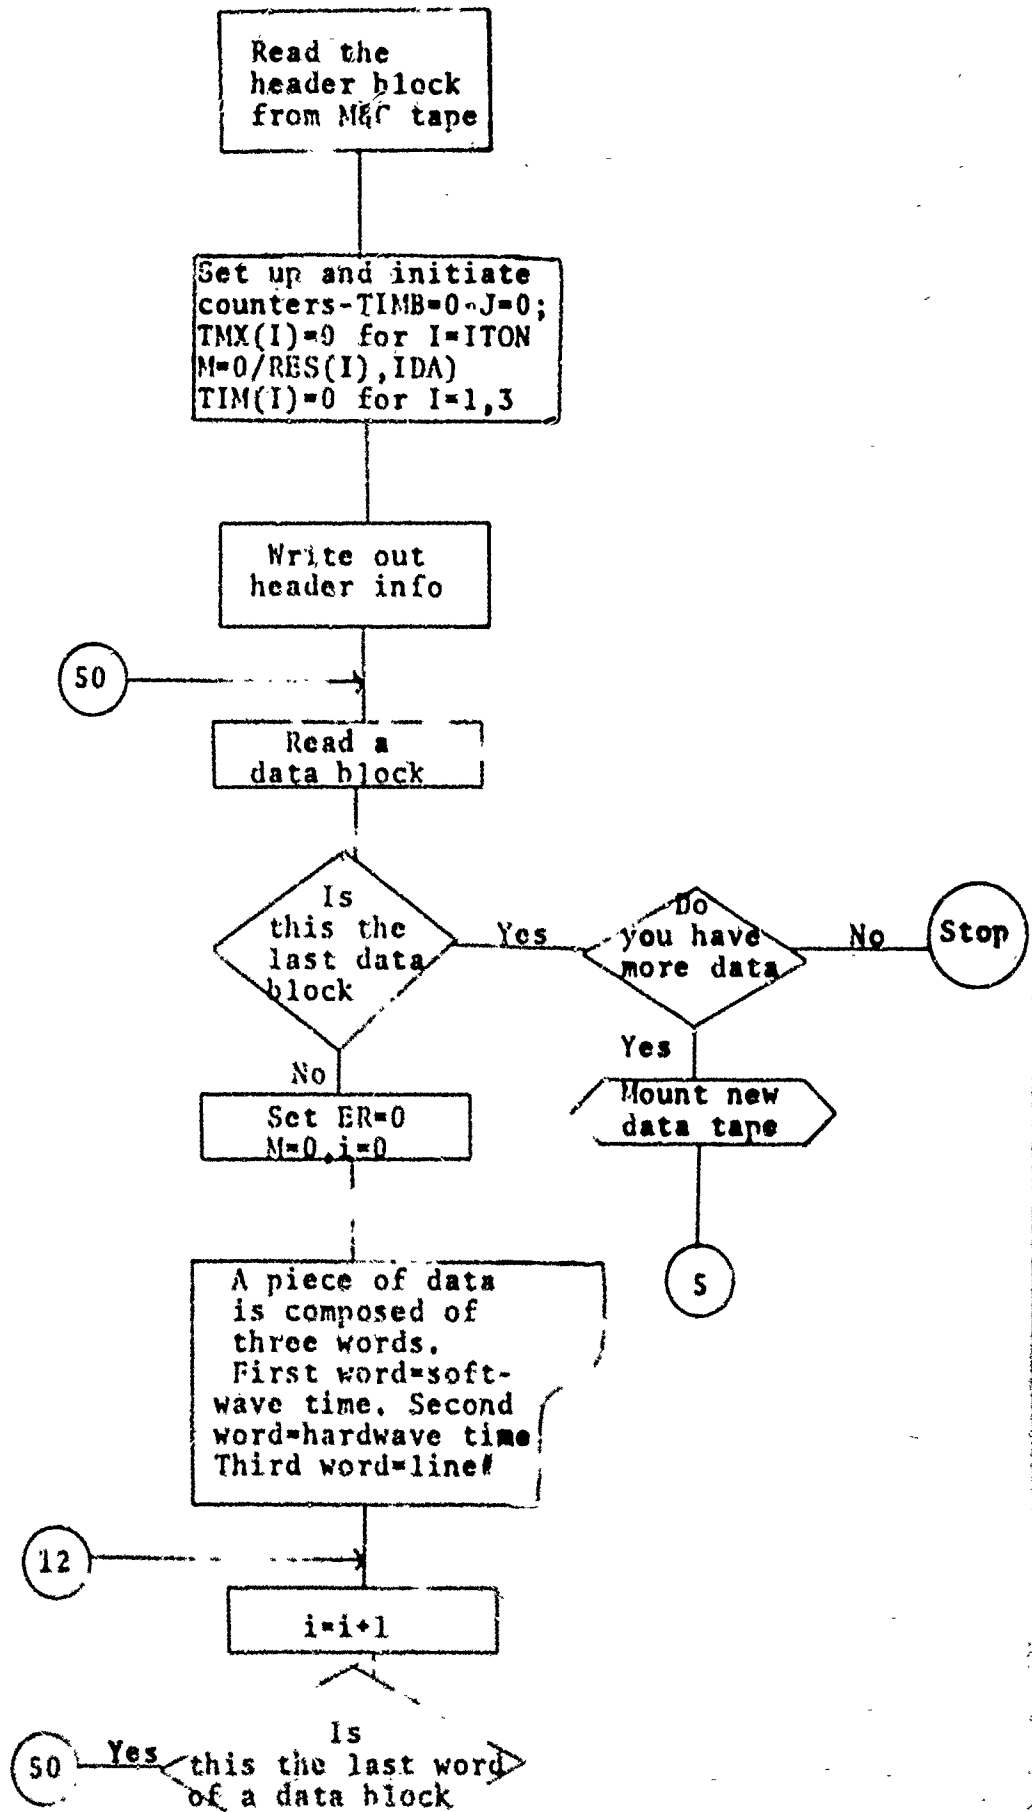 Read the
header block
from M&C tape
Set up and initiate
counters-TIMB=0-J=0;
TMX(I)=0 for I=ITON
M=0/RES(I),IDA)
TIM(I)=0 for I=1,3
Write out
header info
50
Read a
data block
Is
this the
last data
block
Yes
Do
you have
more data
No
Stop
No
Yes
Set ER=0
M=0,i=0
Mount new
data tape
S
A piece of data
is composed of
three words.
First word=soft-
wave time. Second
word=hardwave time
Third word=line#
12
i=i+1
50
Yes
Is
this the last word
of a data block